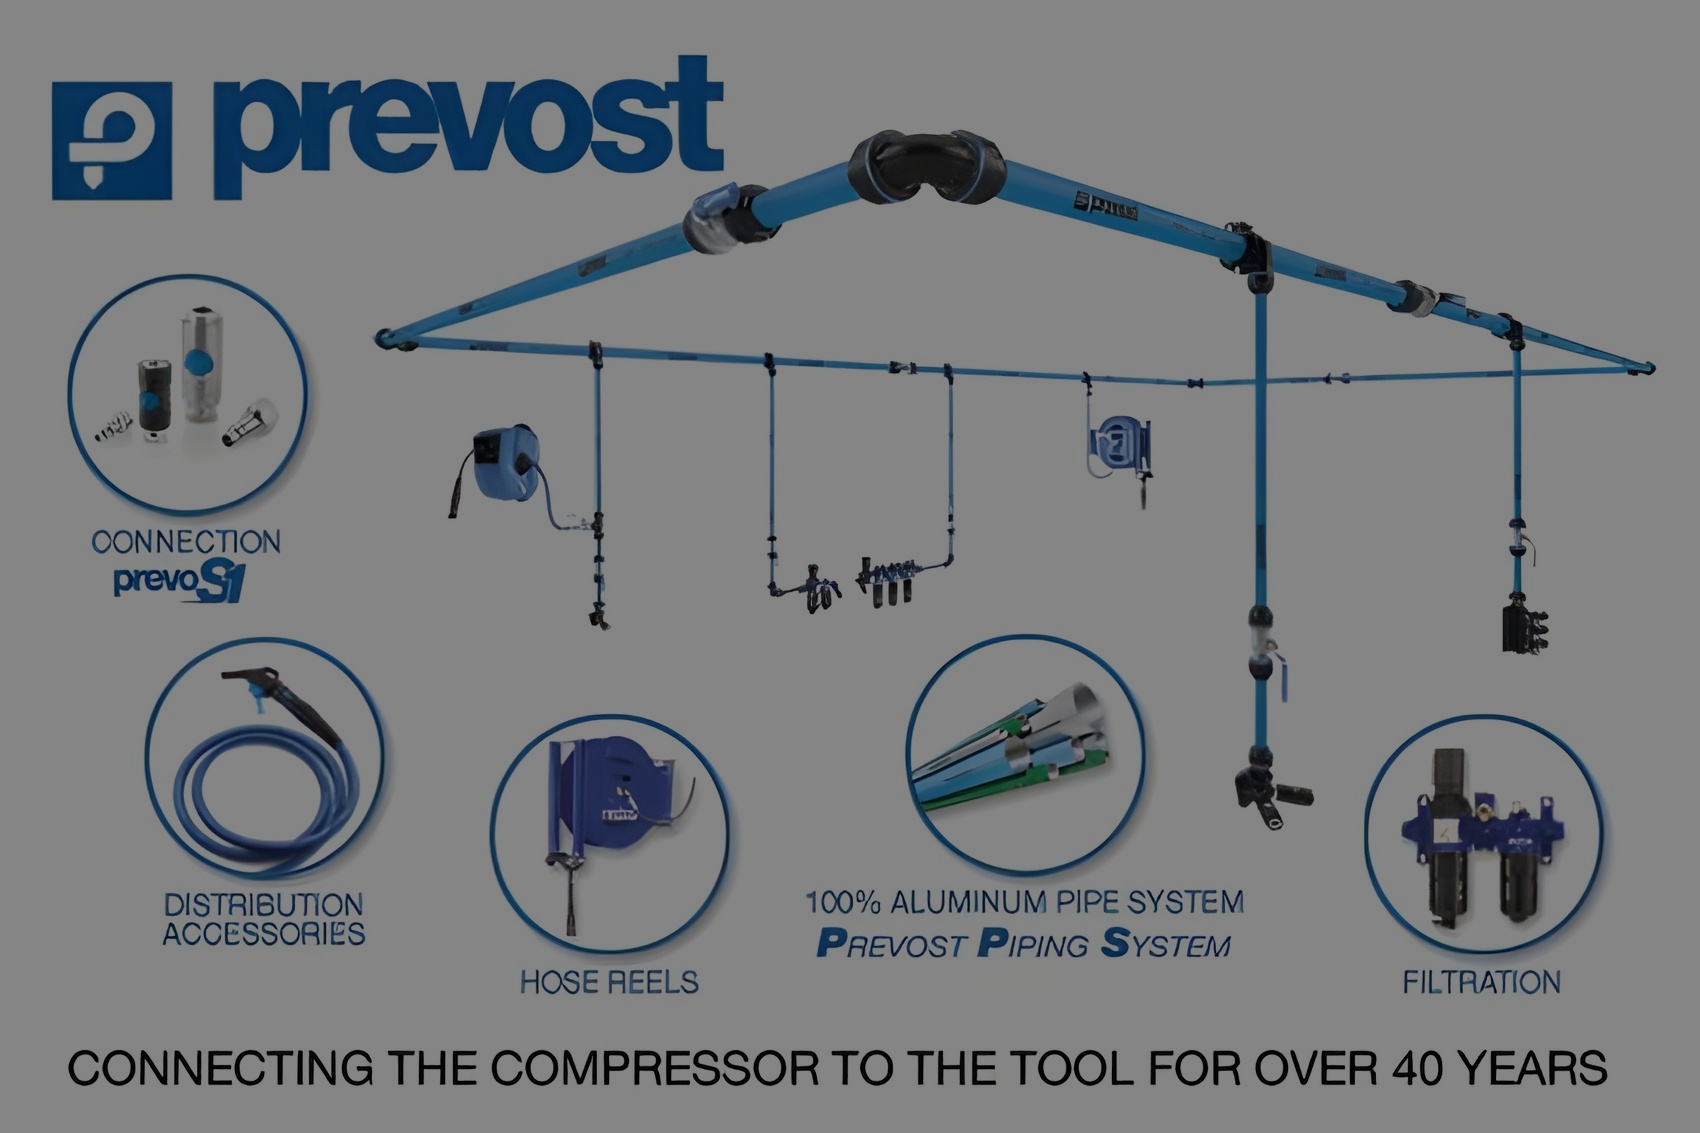 prevost
CONNECTION
prevoS1
DISTRIBUTION
ACCESSORIES
HOSE REELS
100% ALUMINUM PIPE SYSTEM
PREVOST PIPING SYSTEM
FILTRATION
CONNECTING THE COMPRESSOR TO THE TOOL FOR OVER 40 YEARS